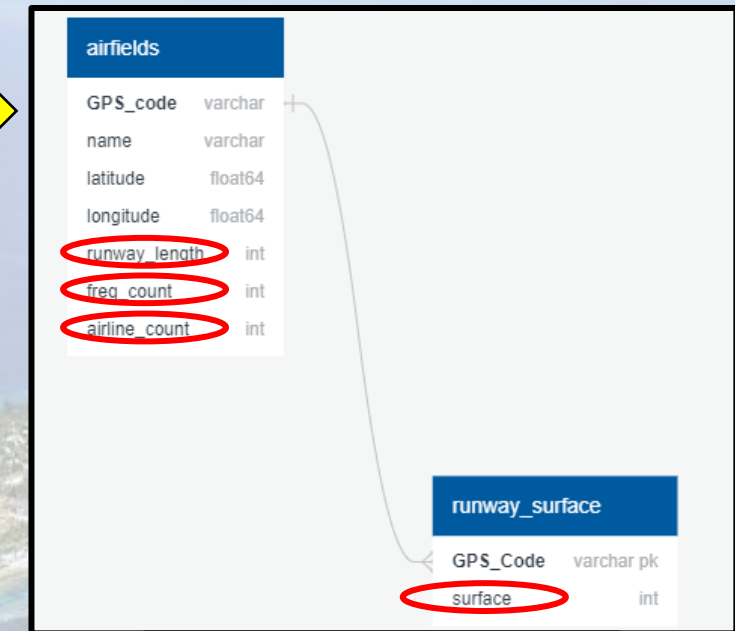 airfields
GPS_code varchar
name varchar
latitude float64
longitude float64
runway_length int
freq_count int
airline_count int
runway_surface
GPS_Code varchar pk
surface int